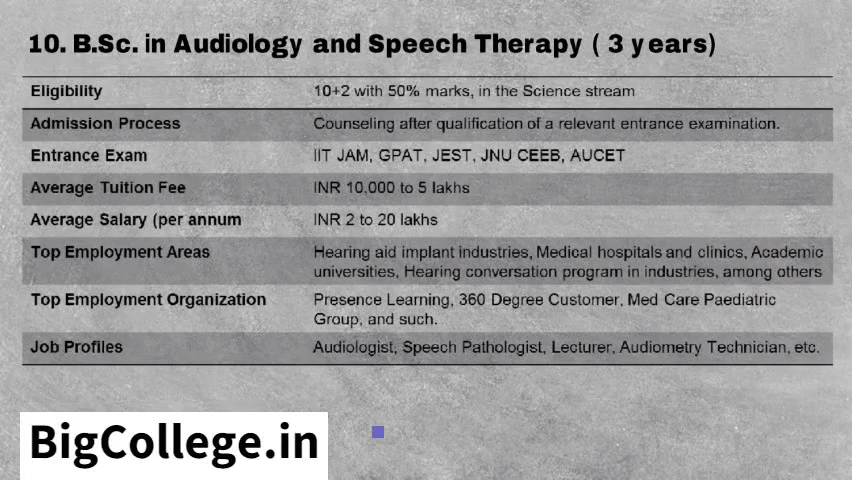 10. B.Sc. in Audiology and Speech Therapy ( 3 years)
Eligibility 10+2 with 50% marks, in the Science stream
Admission Process Counseling after qualification of a relevant entrance examination.
Entrance Exam IIT JAM, GPAT, JEST, JNU CEEB, AUCET
Average Tuition Fee INR 10,000 to 5 lakhs
Average Salary (per annum INR 2 to 20 lakhs
Top Employment Areas Hearing aid implant industries, Medical hospitals and clinics, Academic
universities, Hearing conversation program in industries, among others
Top Employment Organization Presence Learning, 360 Degree Customer, Med Care Paediatric
Group, and such.
Job Profiles Audiologist, Speech Pathologist, Lecturer, Audiometry Technician, etc.
BigCollege.in